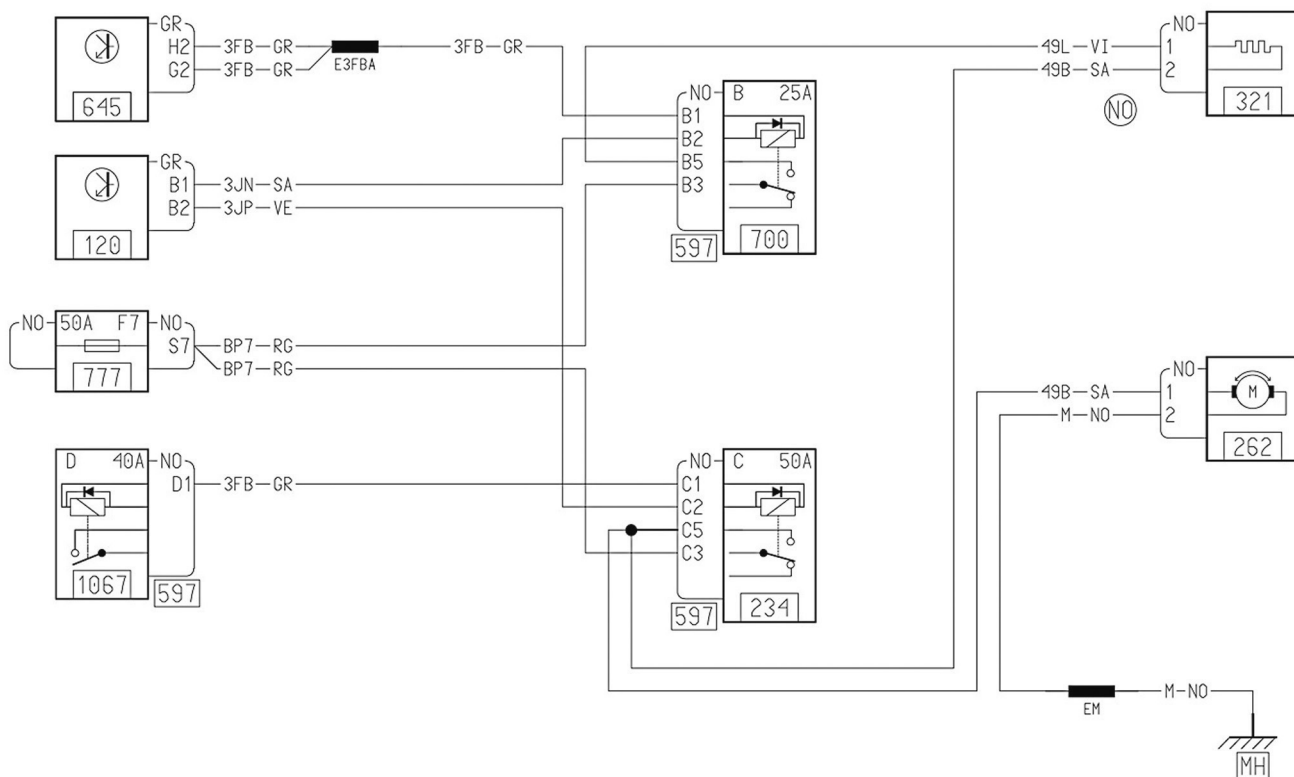 GR
H2 3FB GR
G2 3FB GR
E3FBA
3FB GR
645
GR
B1 3JN SA
B2 3JP VE
120
NO 50A F7 NO
S7 BP7 RG
BP7 RG
777
D 40A NO
D1 3FB GR
1067
597
NO B 25A
B1
B2
B5
B3
597
700
NO C 50A
C1
C2
C5
C3
597
234
NO
49L VI 1
49B SA 2
NO
321
NO
49B SA 1
M NO 2
M
262
EM
M NO
MH